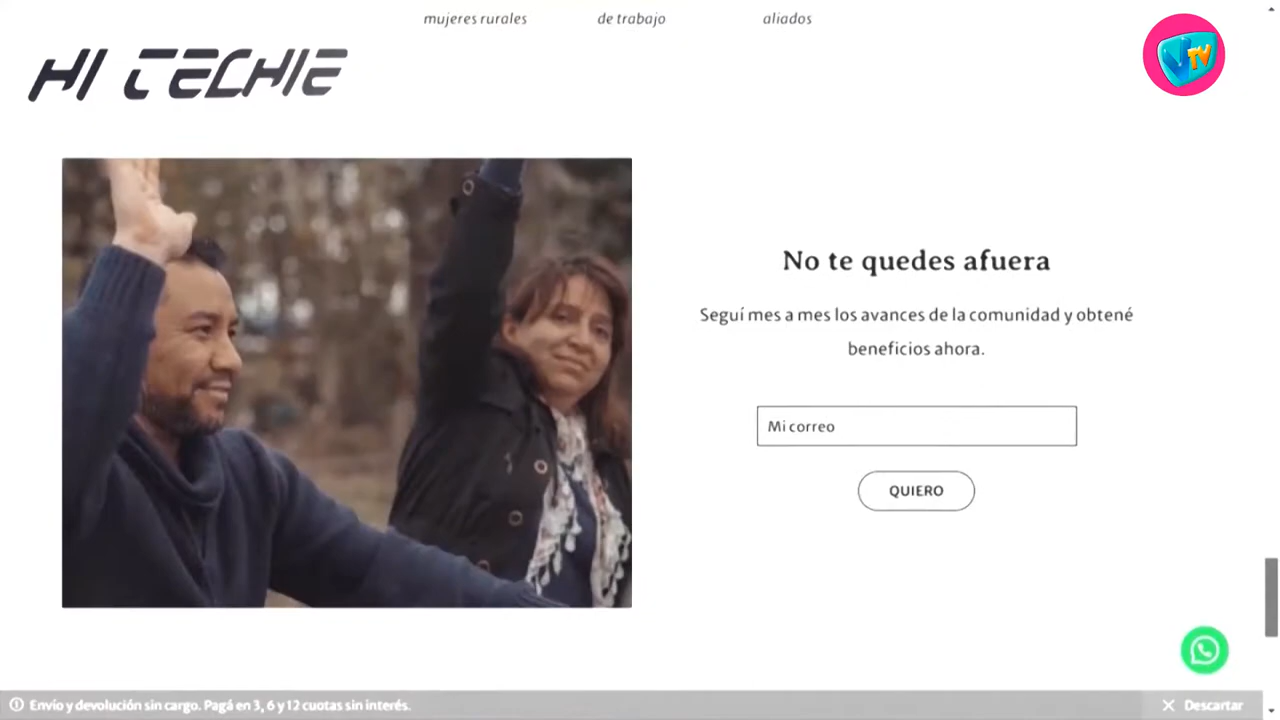 mujeres rurales de trabajo aliados
HI TECHIE
VTV
No te quedes afuera
Seguí mes a mes los avances de la comunidad y obtené
beneficios ahora.
Mi correo
QUIERO
Envío y devolución sin cargo. Pagá en 3, 6 y 12 cuotas sin interés.
Descartar